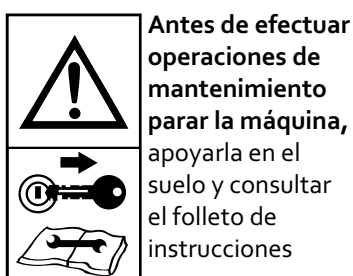 Antes de efectuar
operaciones de
mantenimiento
parar la máquina,
apoyarla en el
suelo y consultar
el folleto de
instrucciones